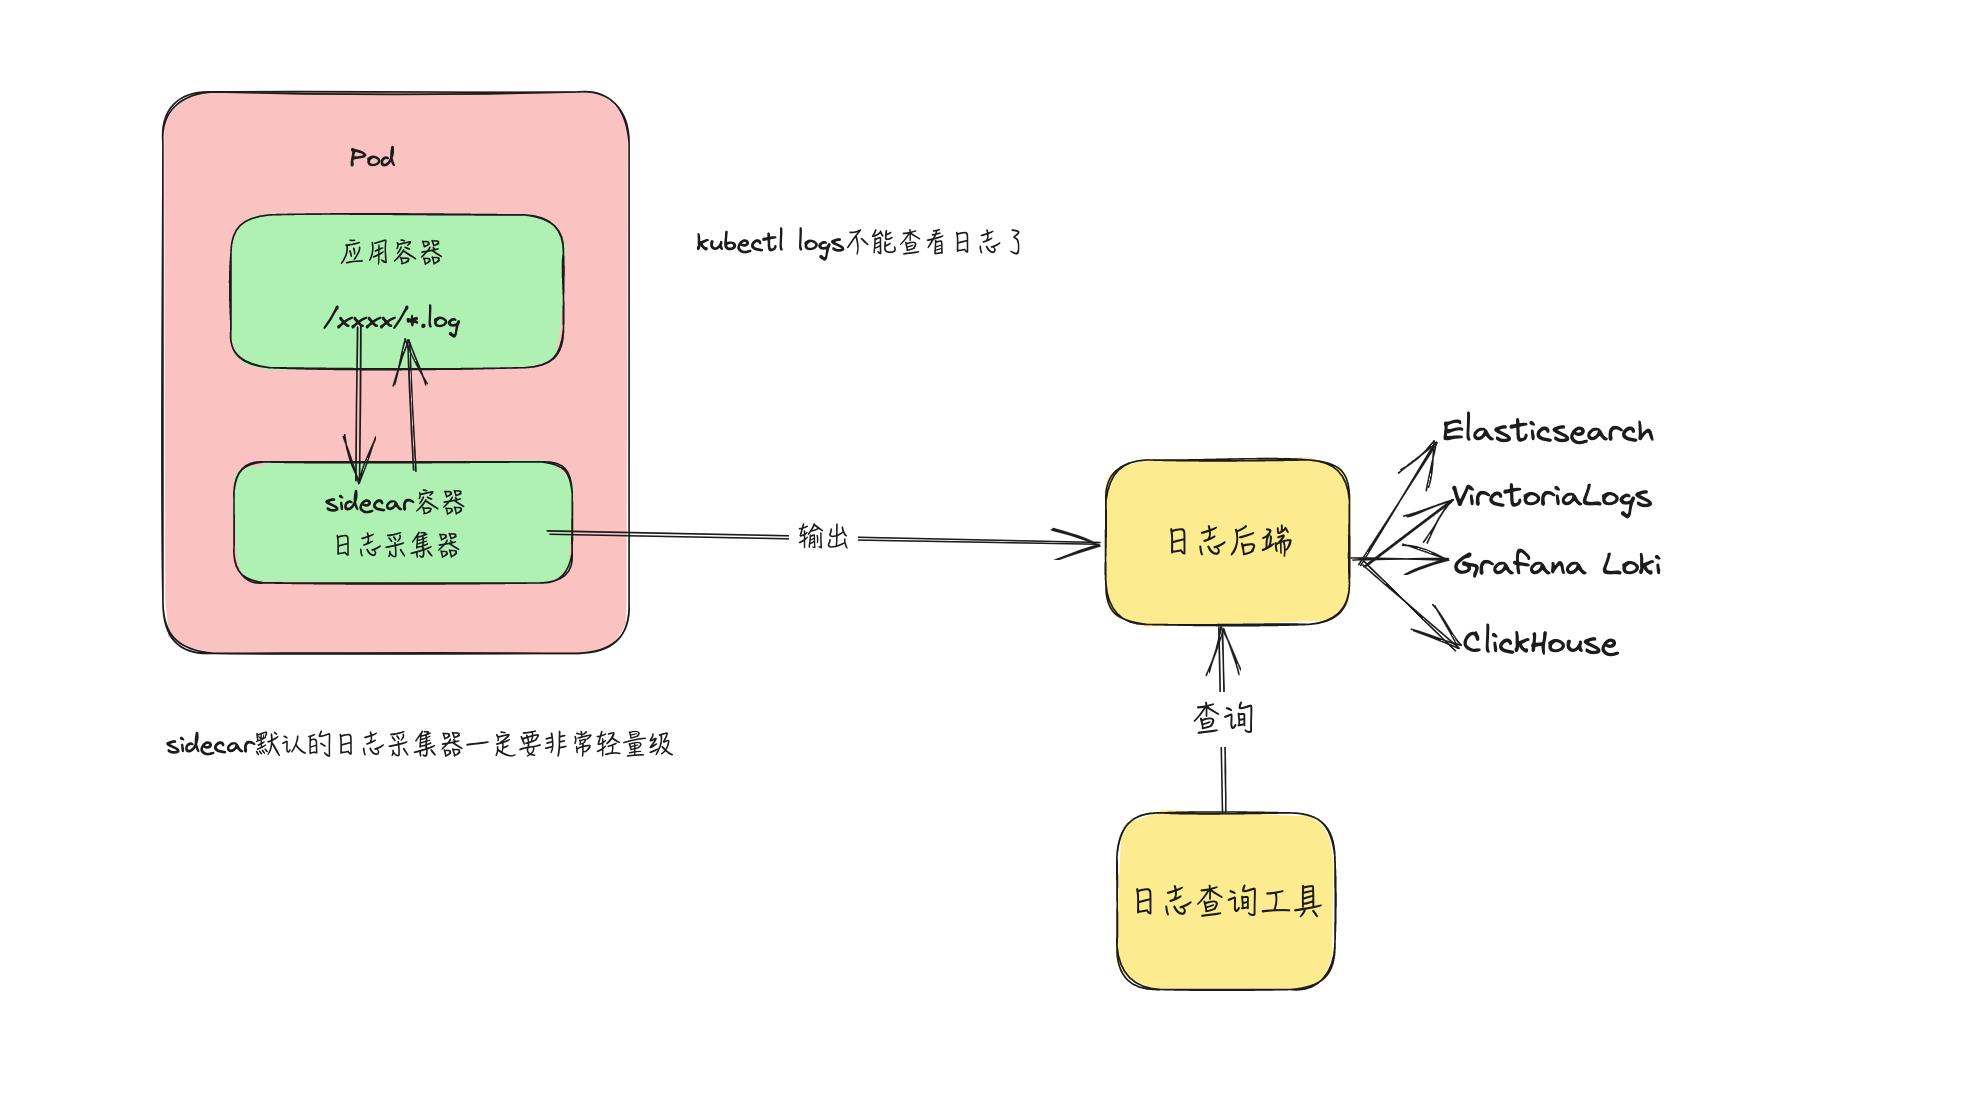 Pod
应用容器
/xxxx/*.log
kubectl logs不能查看日志了
sidecar容器
日志采集器
输出
日志后端
Elasticsearch
VirctoriaLogs
Grafana Loki
ClickHouse
查询
sidecar默认的日志采集器一定要非常轻量级
日志查询工具